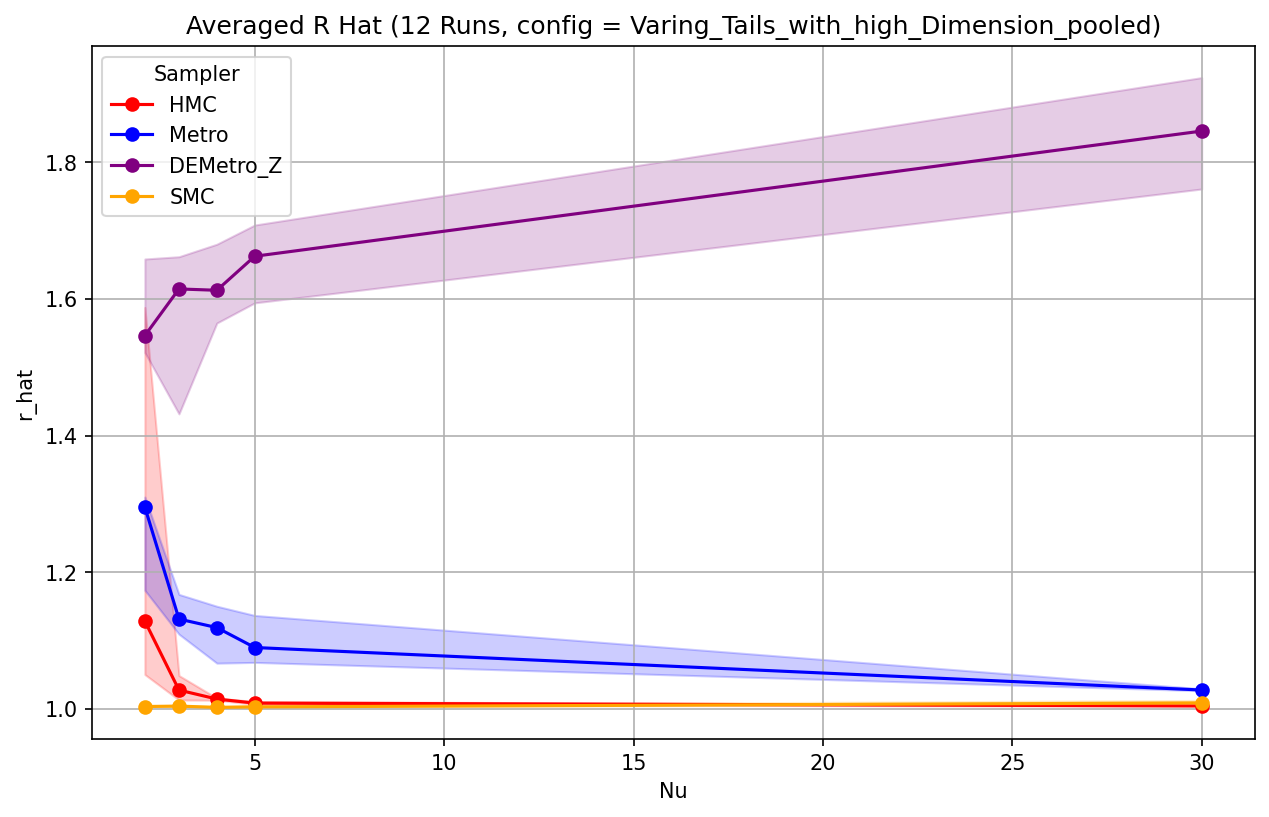 Averaged R Hat (12 Runs, config = Varing_Tails_with_high_Dimension_pooled)
Sampler
HMC
Metro
DEMetro_Z
SMC
r_hat
1.8
1.6
1.4
1.2
1.0
5
10
15
20
25
30
Nu